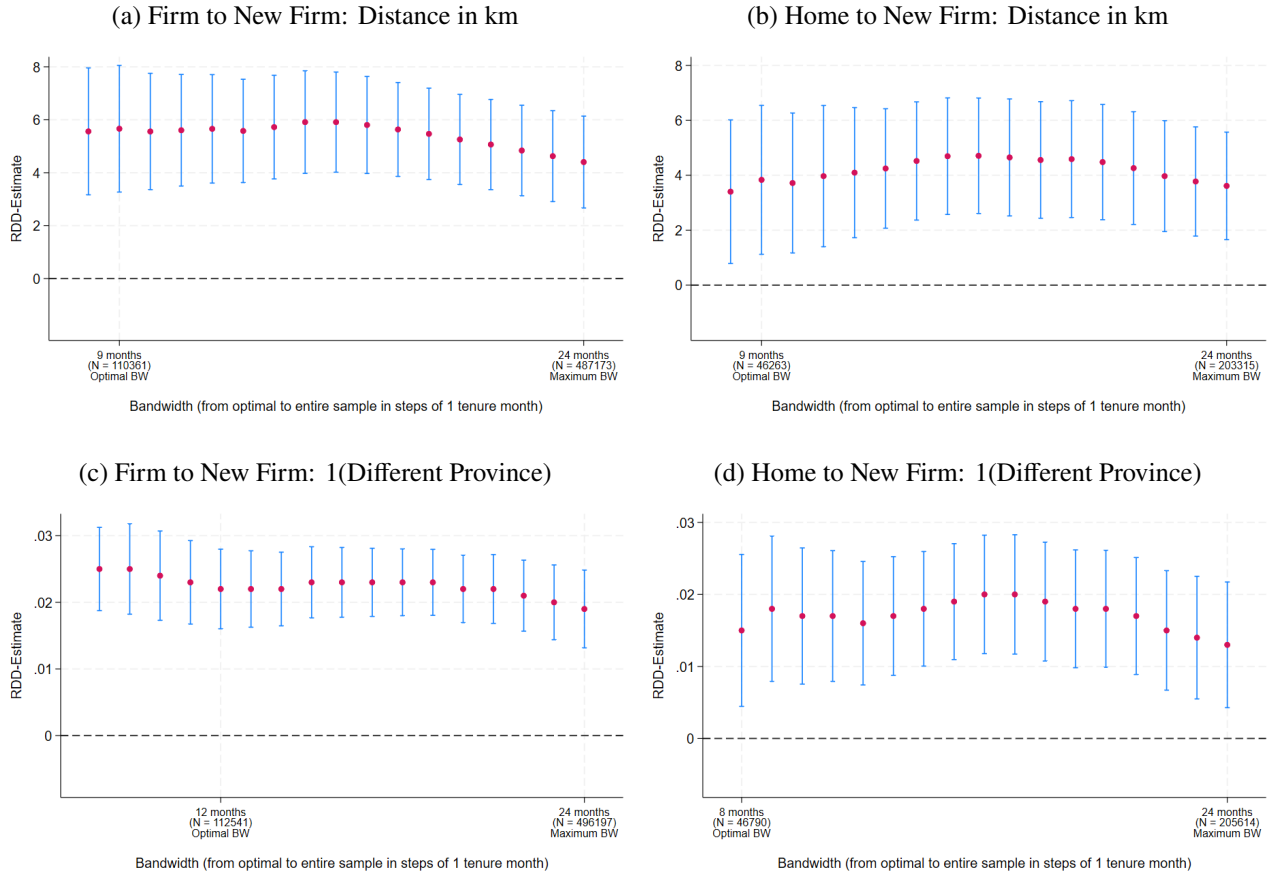 (a) Firm to New Firm: Distance in km
8
6
4
2
0
RDD-Estimate
9 months
(N = 110361)
Optimal BW
24 months
(N = 487173)
Maximum BW
Bandwidth (from optimal to entire sample in steps of 1 tenure month)
(b) Home to New Firm: Distance in km
8
6
4
2
0
RDD-Estimate
9 months
(N = 46263)
Optimal BW
24 months
(N = 203315)
Maximum BW
Bandwidth (from optimal to entire sample in steps of 1 tenure month)
(c) Firm to New Firm: 1(Different Province)
.03
.02
.01
0
RDD-Estimate
12 months
(N = 112541)
Optimal BW
24 months
(N = 496197)
Maximum BW
Bandwidth (from optimal to entire sample in steps of 1 tenure month)
(d) Home to New Firm: 1(Different Province)
.03
.02
.01
0
RDD-Estimate
8 months
(N = 46790)
Optimal BW
24 months
(N = 205614)
Maximum BW
Bandwidth (from optimal to entire sample in steps of 1 tenure month)